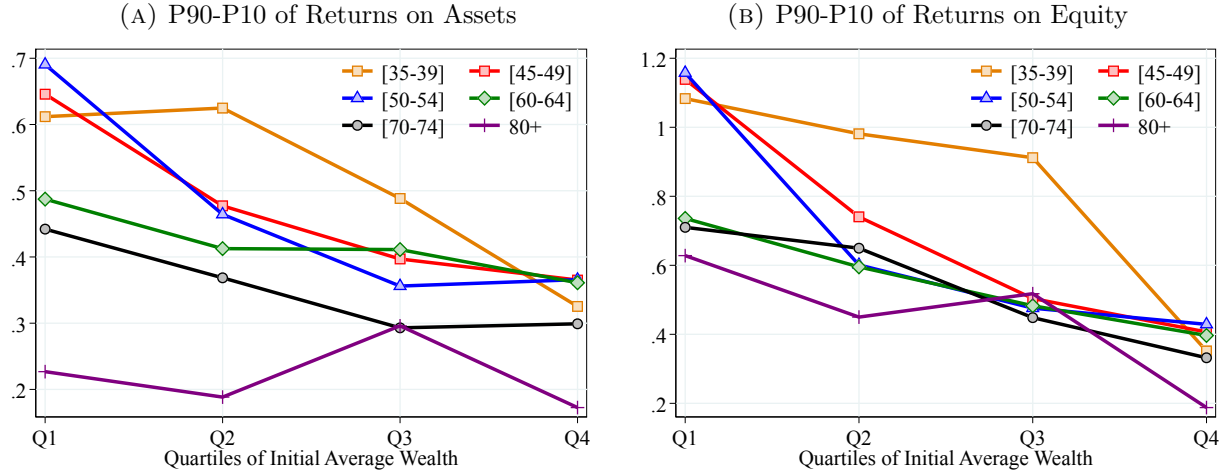 (A) P90-P10 of Returns on Assets
.7
.6
.5
.4
.3
.2
[35-39]
[45-49]
[50-54]
[60-64]
[70-74]
80+
Q1
Q2
Q3
Q4
Quartiles of Initial Average Wealth
(B) P90-P10 of Returns on Equity
1.2
1
.8
.6
.4
.2
[35-39]
[45-49]
[50-54]
[60-64]
[70-74]
80+
Q1
Q2
Q3
Q4
Quartiles of Initial Average Wealth